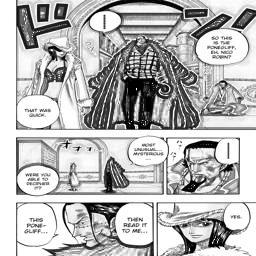 SO THIS
IS THE
PONEGLIFF,
EH, NICO
ROBIN?
THAT WAS
QUICK.
MOST
UNUSUAL...
MYSTERIOUS
...
WERE YOU
ABLE TO
DECIPHER
IT?
YES.
THEN
READ IT
TO ME...
THIS
PONE-
GLIFF...